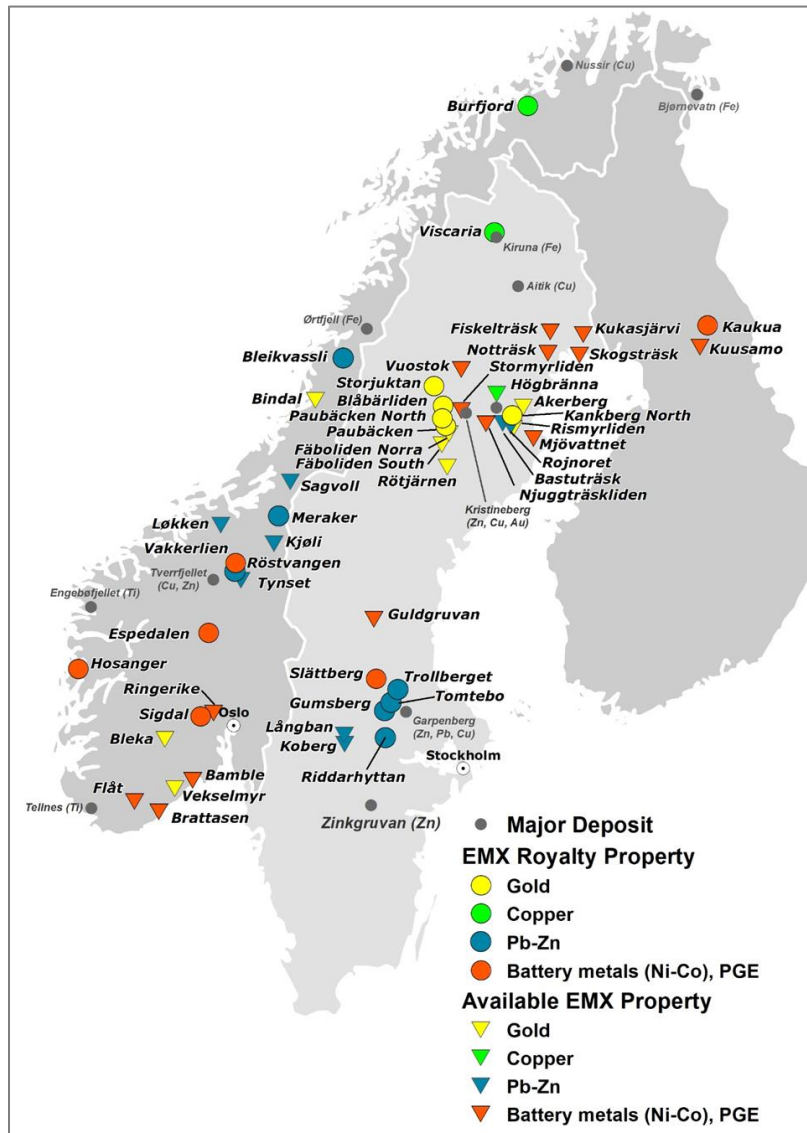 Nussir (Cu)
Bjørnevatn (Fe)
Burfjord
Viscaria
Kiruna (Fe)
Aitik (Cu)
Ørtfjell (Fe)
Fiskelträsk
Kukasjärvi
Kaukua
Bleikvassli
Notträsk
Skogsträsk
Kuusamo
Vuostok
Stormyrliden
Storjuktan
Högbränna
Bindal
Blåbärliden
Akerberg
Paubäcken North
Kankberg North
Paubäcken
Rismyrliden
Mjövattnet
Fäboliden Norra
Fäboliden South
Rojnoret
Rötjärnen
Bastuträsk
Njuggträskliden
Sagvoll
Kristineberg
(Zn, Cu, Au)
Meraker
Løkken
Kjøli
Vakkerlien
Röstvangen
Tverrfjellet
(Cu, Zn)
Tynset
Engebøfjellet (Ti)
Guldgruvan
Espedalen
Hosanger
Slättberg
Trollberget
Ringerike
Tomtebo
Gumsberg
Oslo
Sigdal
Garpenberg
(Zn, Pb, Cu)
Bleka
Långban
Koberg
Stockholm
Riddarhyttan
Bamble
Flåt
Vekselmyr
Tellnes (Ti)
Brattasen
Zinkgruvan (Zn)
Major Deposit
EMX Royalty Property
Gold
Copper
Pb-Zn
Battery metals (Ni-Co), PGE
Available EMX Property
Gold
Copper
Pb-Zn
Battery metals (Ni-Co), PGE